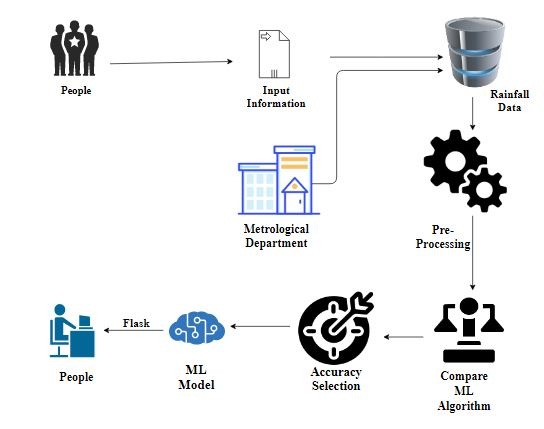 People
Input
Information
Rainfall
Data
Metrological
Department
Pre-
Processing
Flask
People
ML
Model
Accuracy
Selection
Compare
ML
Algorithm